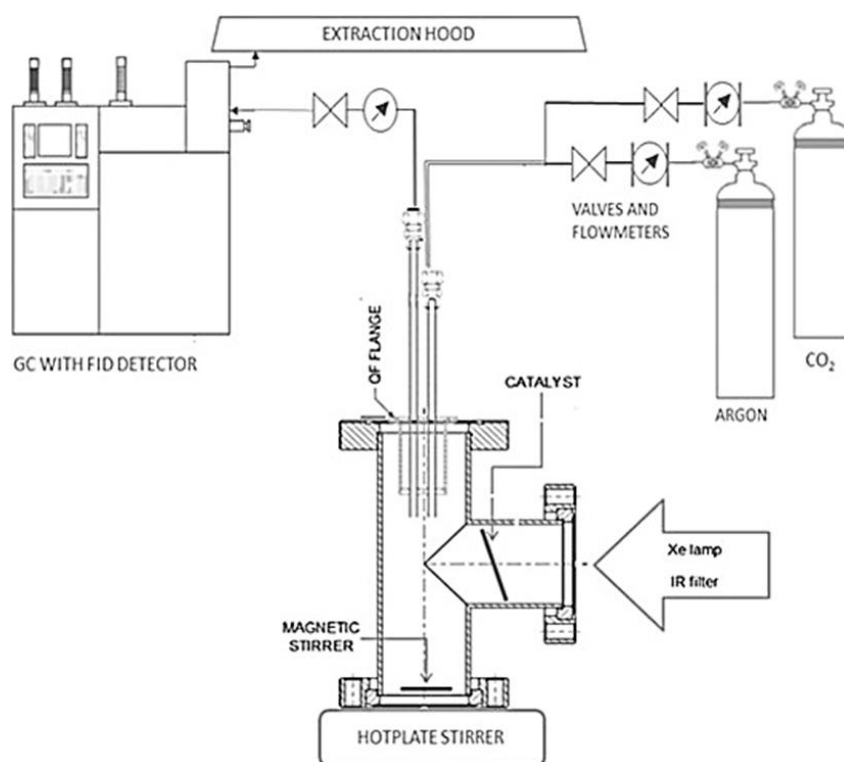 EXTRACTION HOOD
VALVES AND
FLOWMETERS
GC WITH FID DETECTOR
QF FLANGE
CATALYST
CO2
ARGON
Xe lamp
IR filter
MAGNETIC
STIRRER
HOTPLATE STIRRER